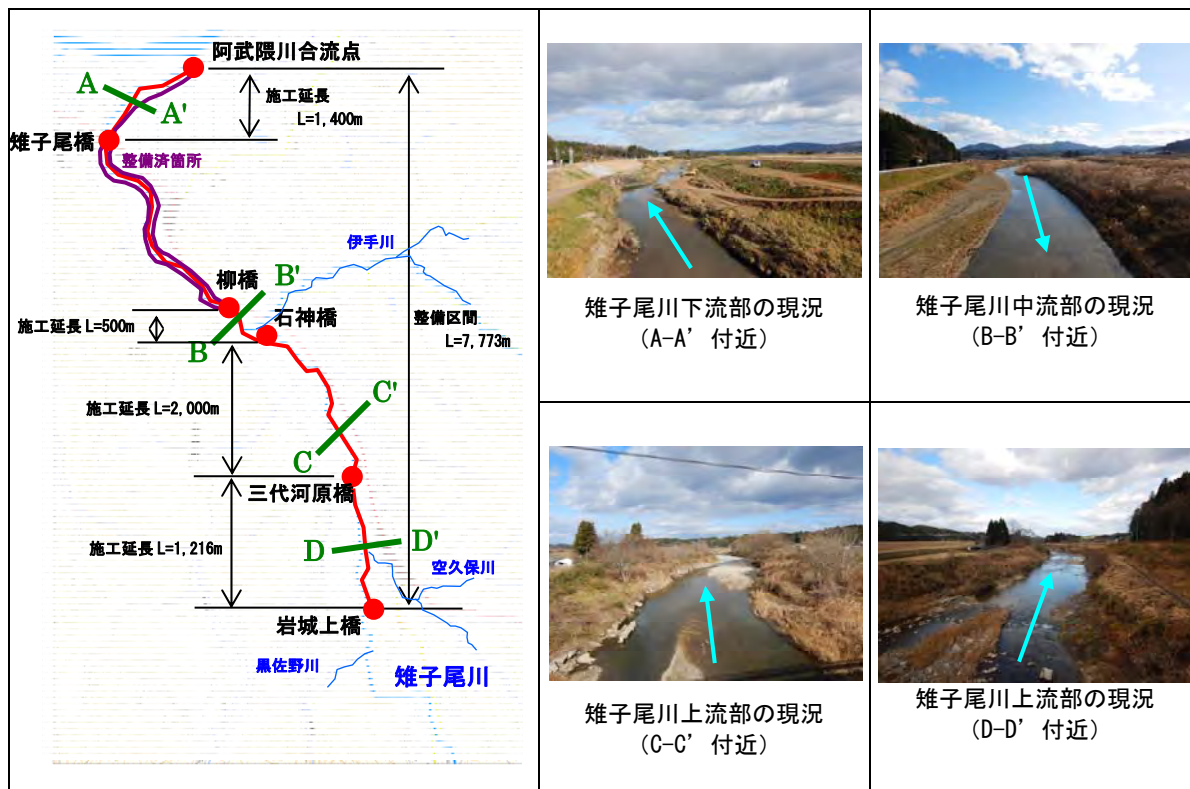 阿武隈川合流点
A
A'
施工延長
L=1,400m
雉子尾橋
整備済箇所
伊手川
柳橋
B'
石神橋
施工延長 L=500m
B
整備区間
L=7,773m
施工延長 L=2,000m
C'
C
三代河原橋
施工延長 L=1,216m
D
D'
空久保川
岩城上橋
黒佐野川
雉子尾川
雉子尾川下流部の現況
(A-A’付近)
雉子尾川中流部の現況
(B-B’付近)
雉子尾川上流部の現況
(C-C’付近)
雉子尾川上流部の現況
(D-D’付近)